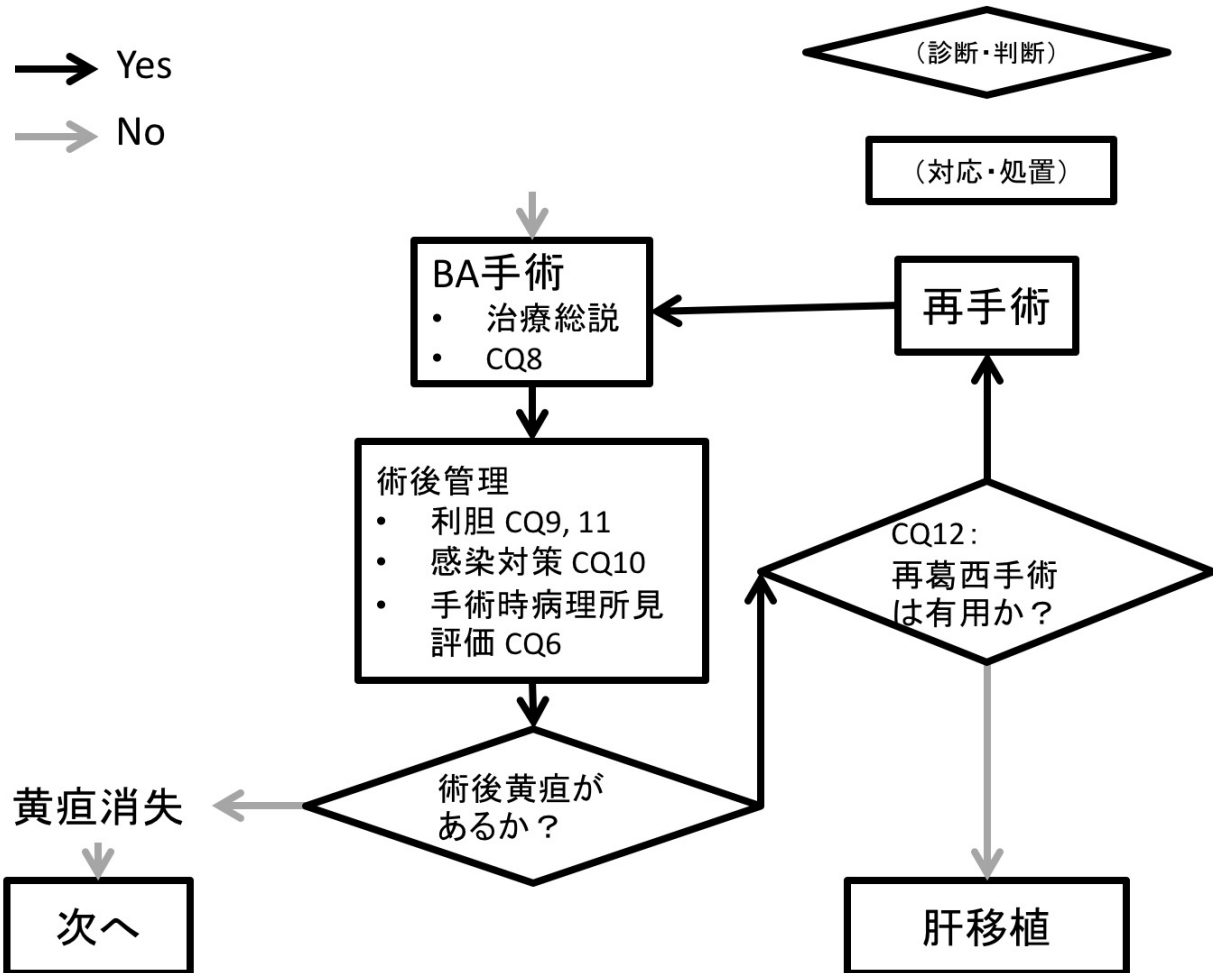 Yes
No
（診断・判断）
（対応・処置）
BA手術
• 治療総説
• CQ8
再手術
術後管理
• 利胆 CQ9, 11
• 感染対策 CQ10
• 手術時病理所見
評価 CQ6
CQ12：
再葛西手術
は有用か？
術後黄疸が
あるか？
黄疸消失
次へ
肝移植